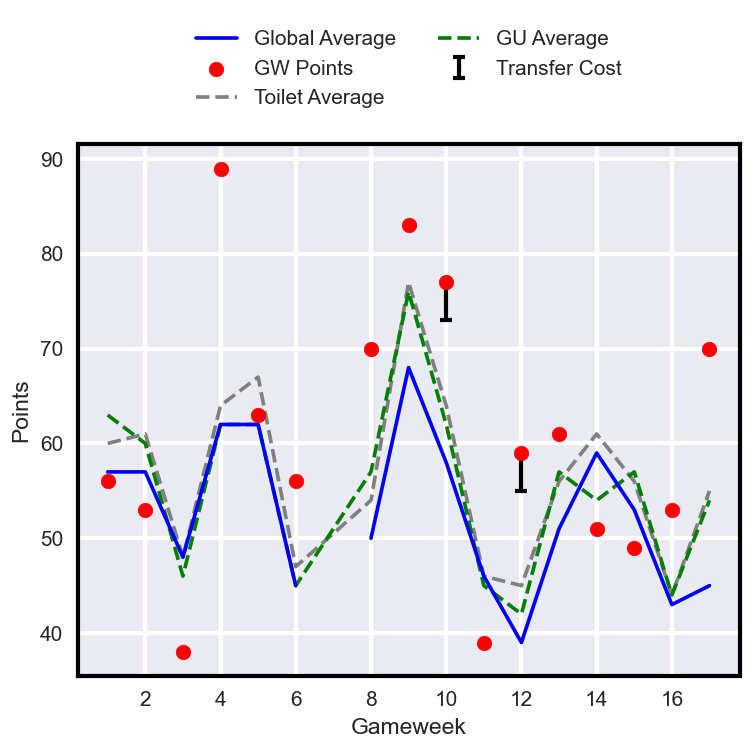 Global Average
GW Points
Toilet Average
GU Average
Transfer Cost
90
80
70
60
50
40
Points
2 4 6 8 10 12 14 16
Gameweek